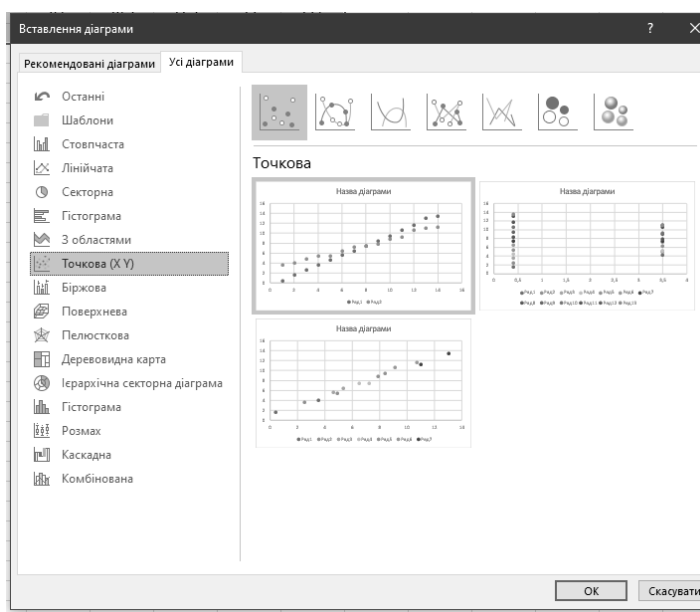 Вставлення діаграми
?
Рекомендовані діаграми
Усі діаграми
Останні
Шаблони
Стовпчаста
Лінійчата
Секторна
Гістограма
З областями
Точкова (X Y)
Біржова
Поверхнева
Пелюсткова
Деревовидна карта
Ієрархічна секторна діаграма
Гістограма
Розмах
Каскадна
Комбінована
Точкова
Назва діаграми
Назва діаграми
Назва діаграми
OK
Скасувати